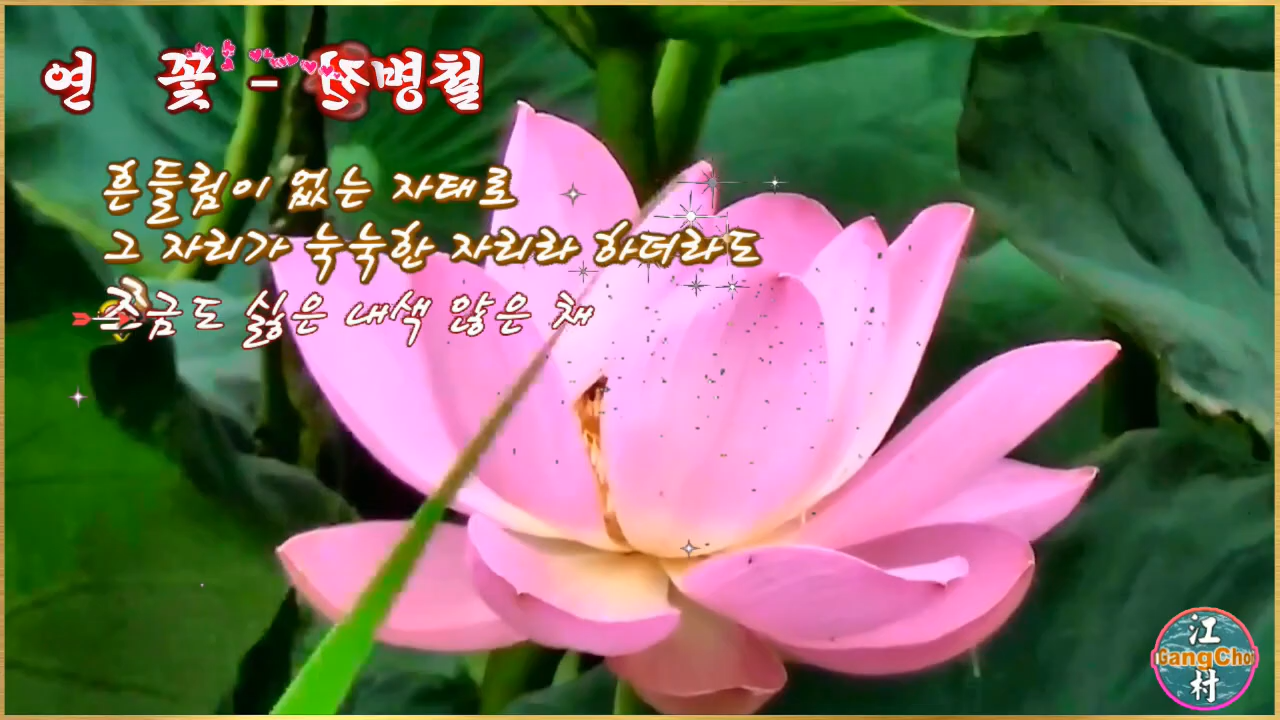 연 꽃 - 병철
흔들림이 없는 자태로
그 자리가 눅눅한 자리라 하더라도
조금도 싫은 내색 않은 채
江
GangChon
村